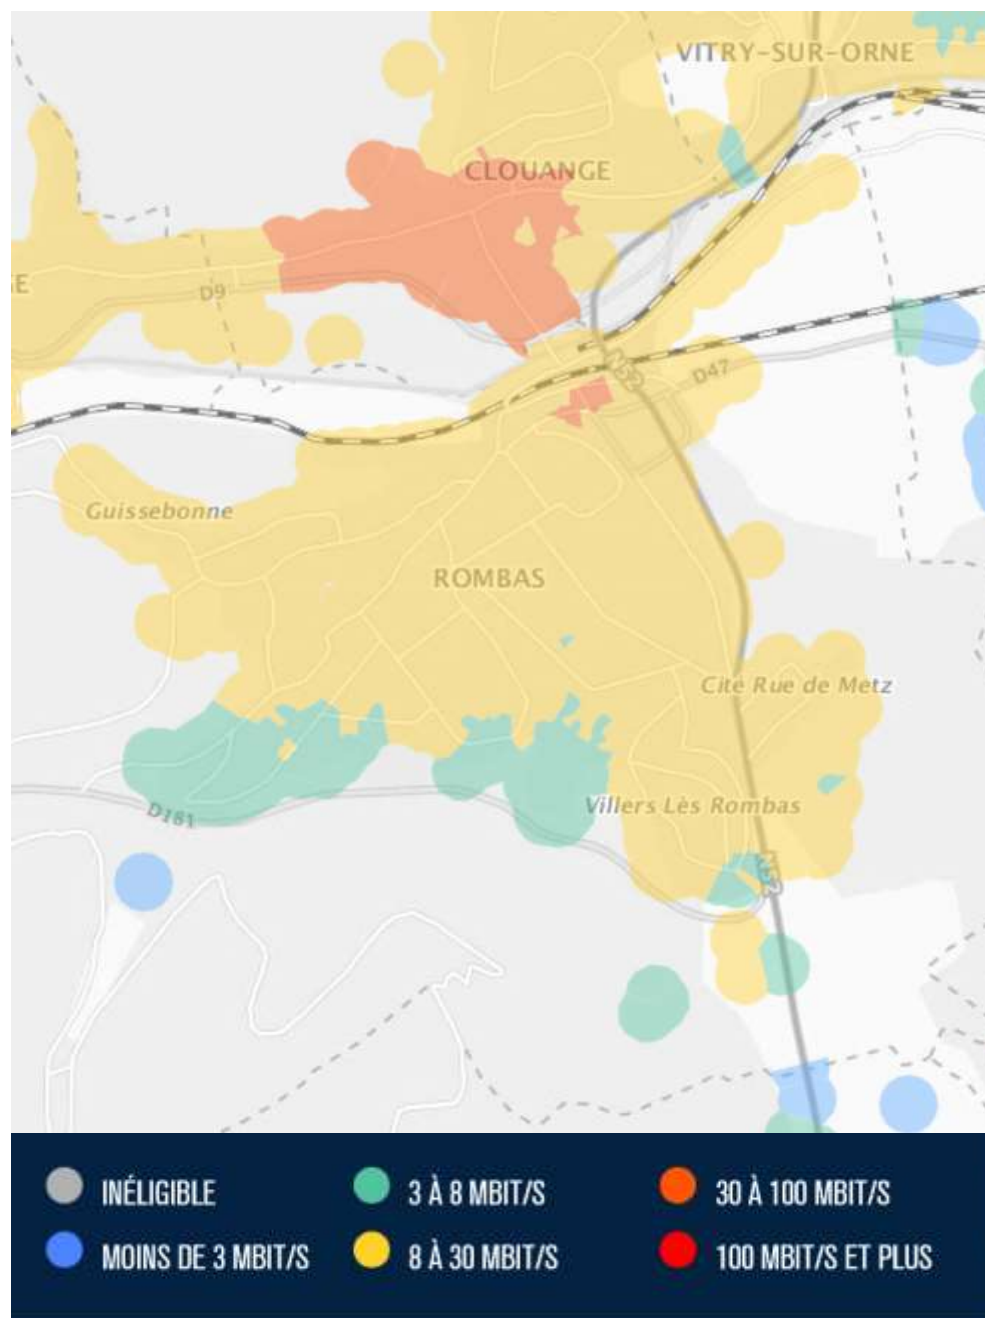 VITRY-SUR-ORNE
CLOUANGE
GE
D9
N52
D47
Guissebonne
ROMBAS
Cité Rue de Metz
Villers Lès Rombas
D181
N52
INÉLIGIBLE
3 À 8 MBIT/S
30 À 100 MBIT/S
MOINS DE 3 MBIT/S
8 À 30 MBIT/S
100 MBIT/S ET PLUS